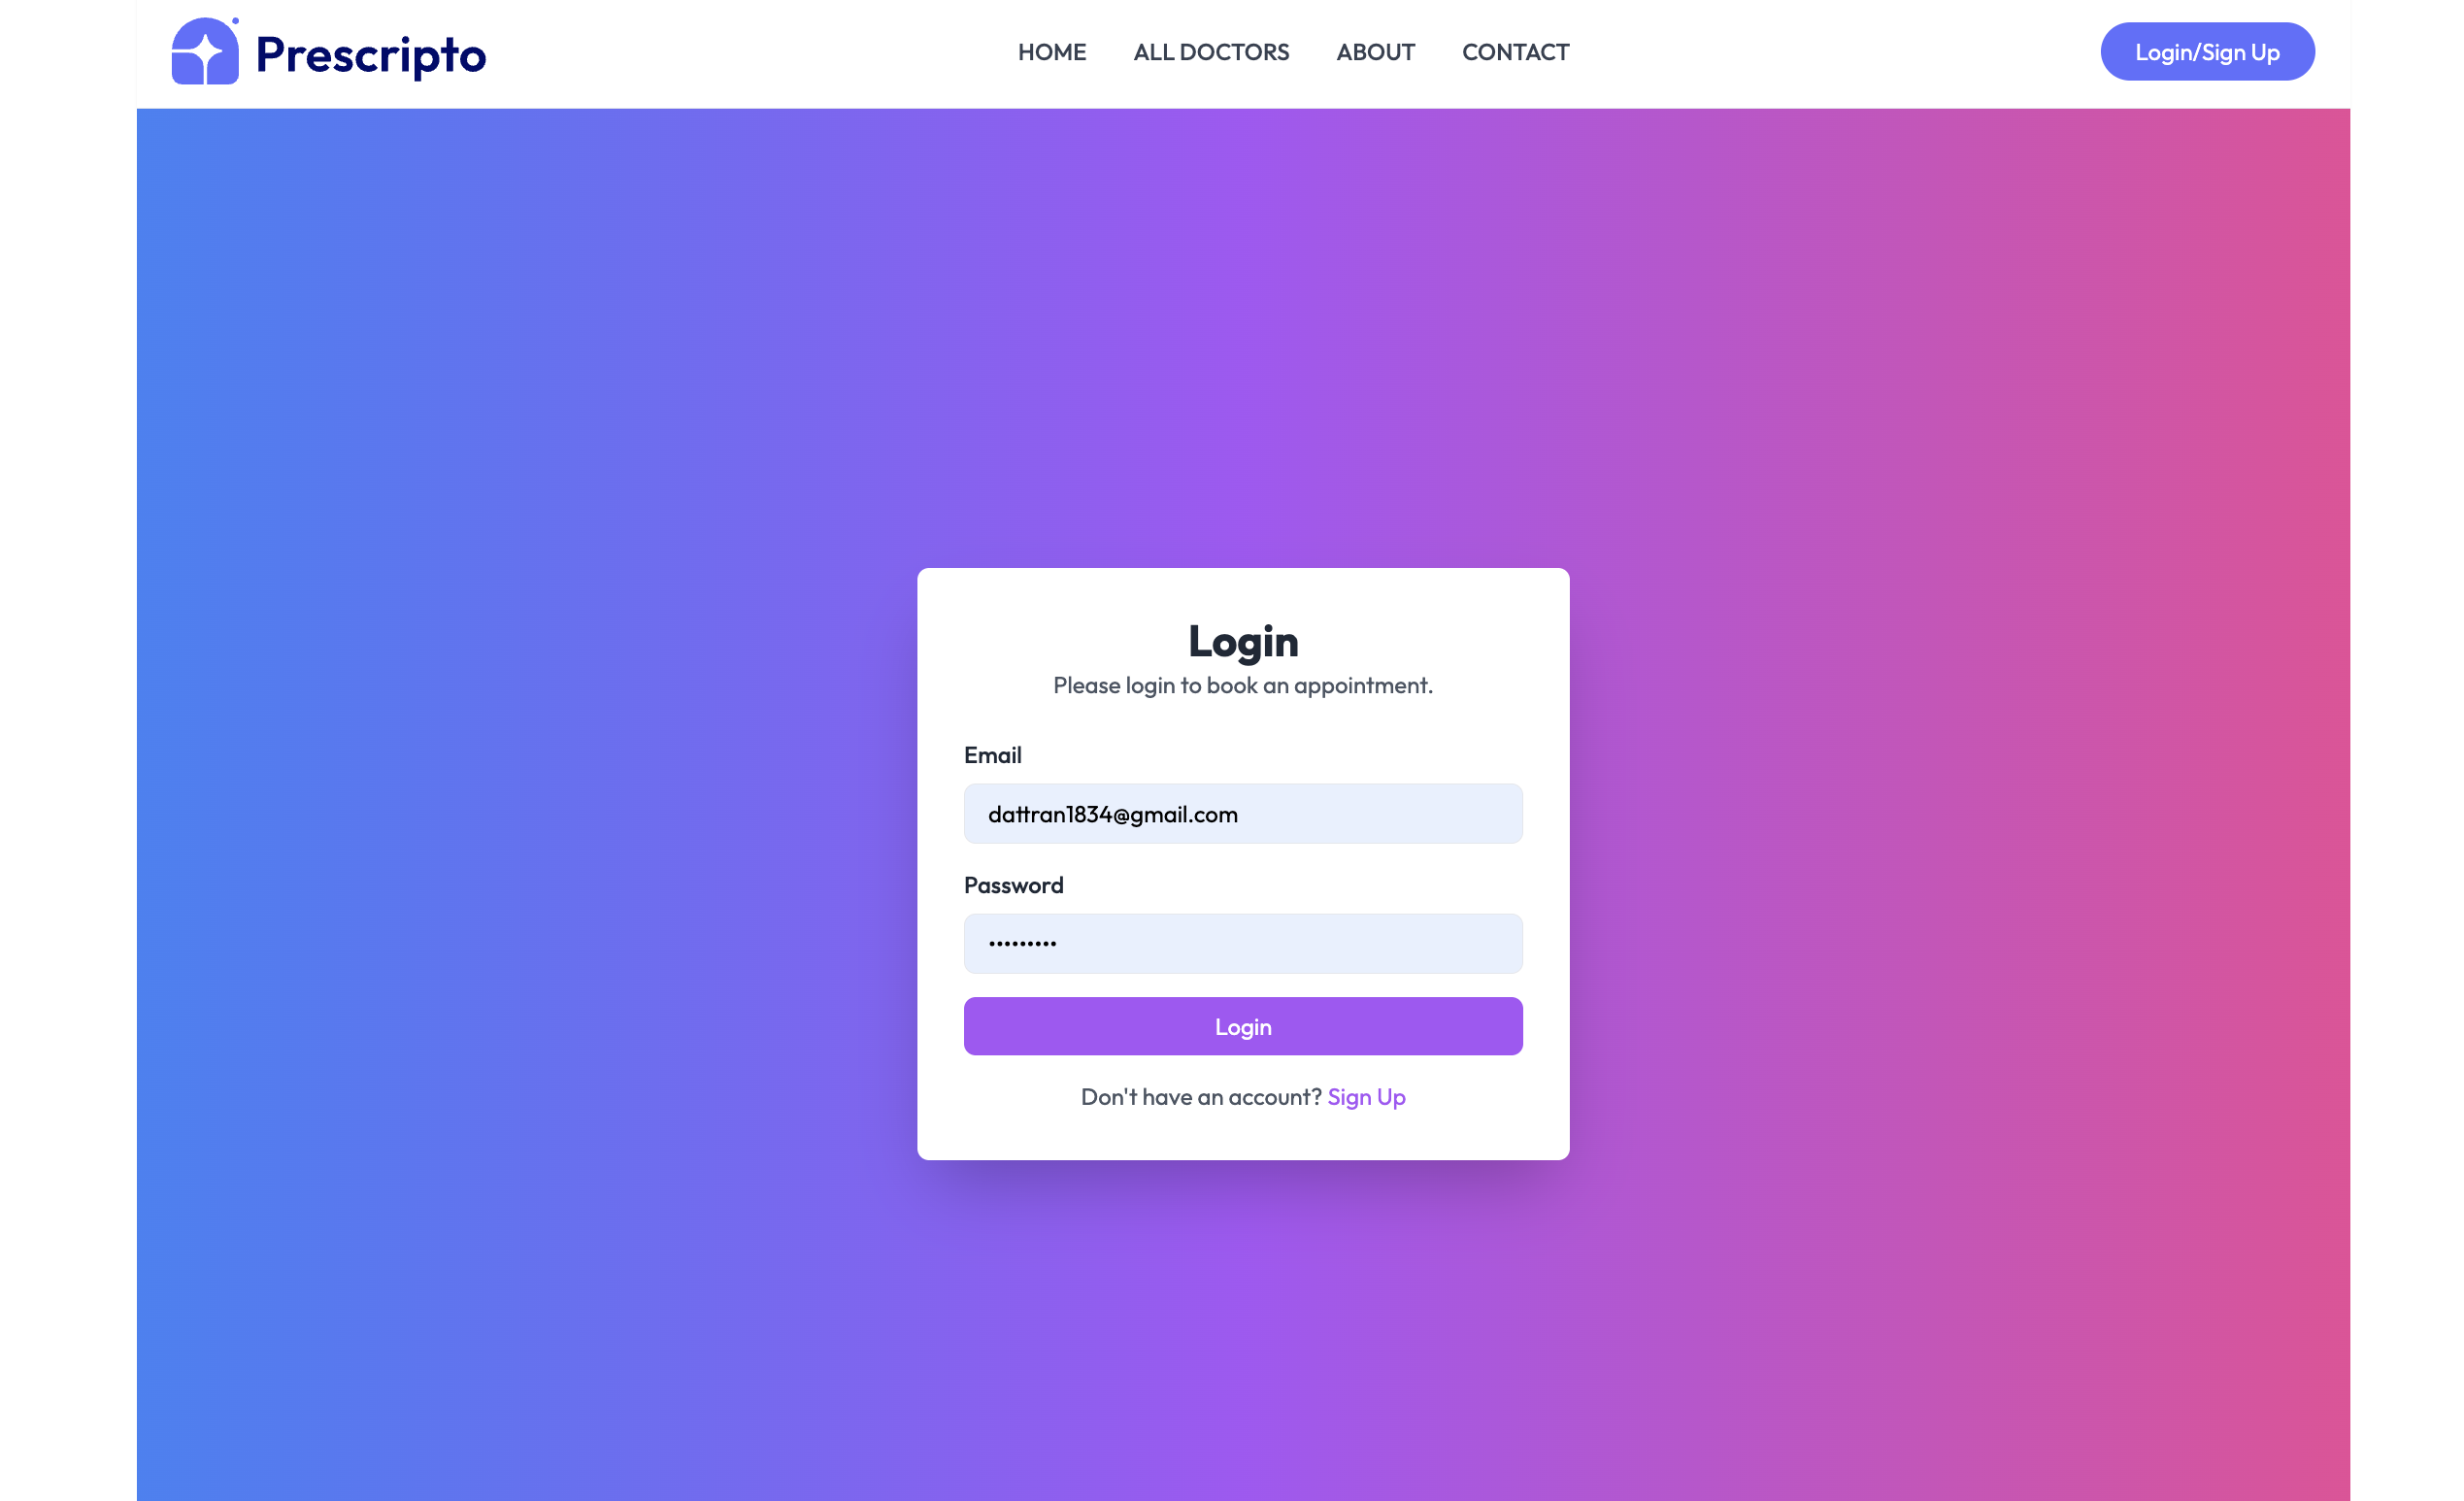 Prescripto
HOME ALL DOCTORS ABOUT CONTACT
Login/Sign Up
Login
Please login to book an appointment.
Email
dattran1834@gmail.com
Password
•••••••••
Login
Don't have an account? Sign Up